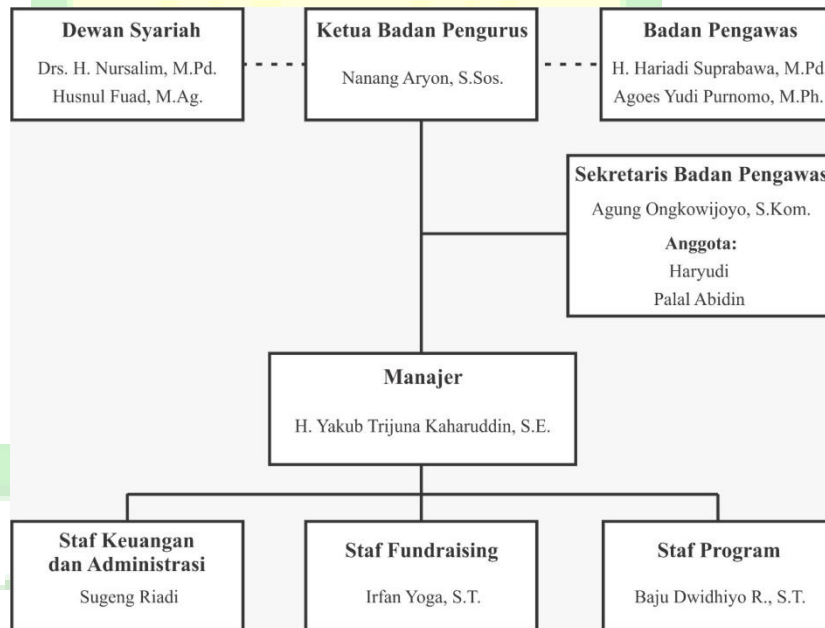 Dewan Syariah
Drs. H. Nursalim, M.Pd.
Husnul Fuad, M.Ag.
Ketua Badan Pengurus
Nanang Aryon, S.Sos.
Badan Pengawas
H. Hariadi Suprabawa, M.Pd
Agoes Yudi Purnomo, M.Ph.
Sekretaris Badan Pengawas
Agung Ongkowijoyo, S.Kom.
Anggota:
Haryudi
Palal Abidin
Manajer
H. Yakub Trijuna Kaharuddin, S.E.
Staf Keuangan
dan Administrasi
Sugeng Riadi
Staf Fundraising
Irfan Yoga, S.T.
Staf Program
Baju Dwidhiyo R., S.T.